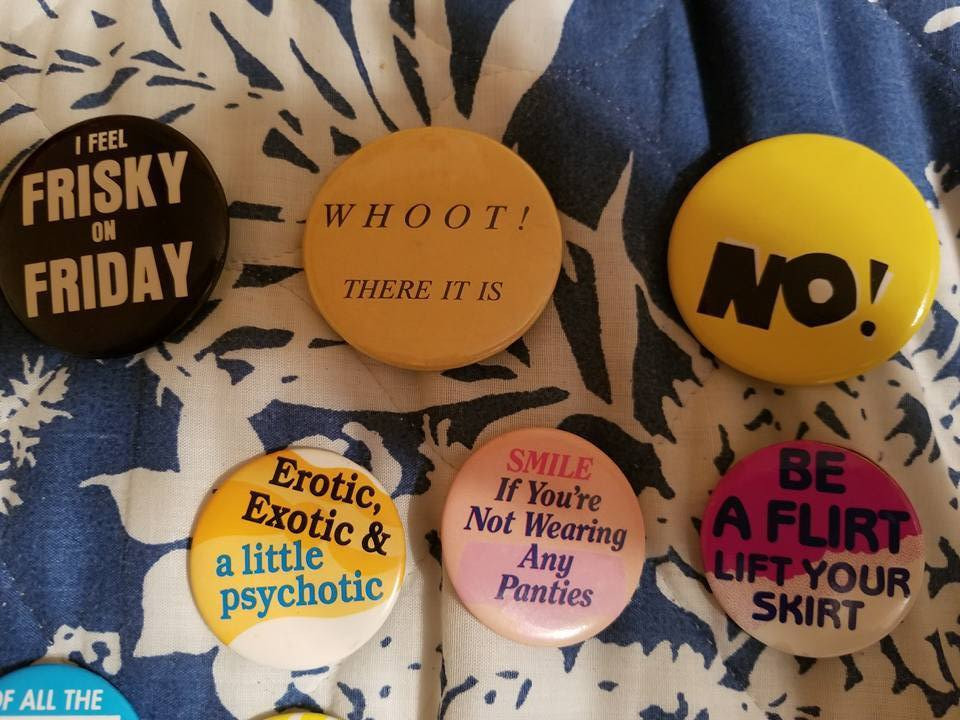 I FEEL
FRISKY
ON
FRIDAY
WHOOT!
THERE IT IS
NO!
Erotic,
Exotic &
a little
psychotic
SMILE
If You're
Not Wearing
Any
Panties
BE
A FLIRT
LIFT YOUR
SKIRT
OF ALL THE